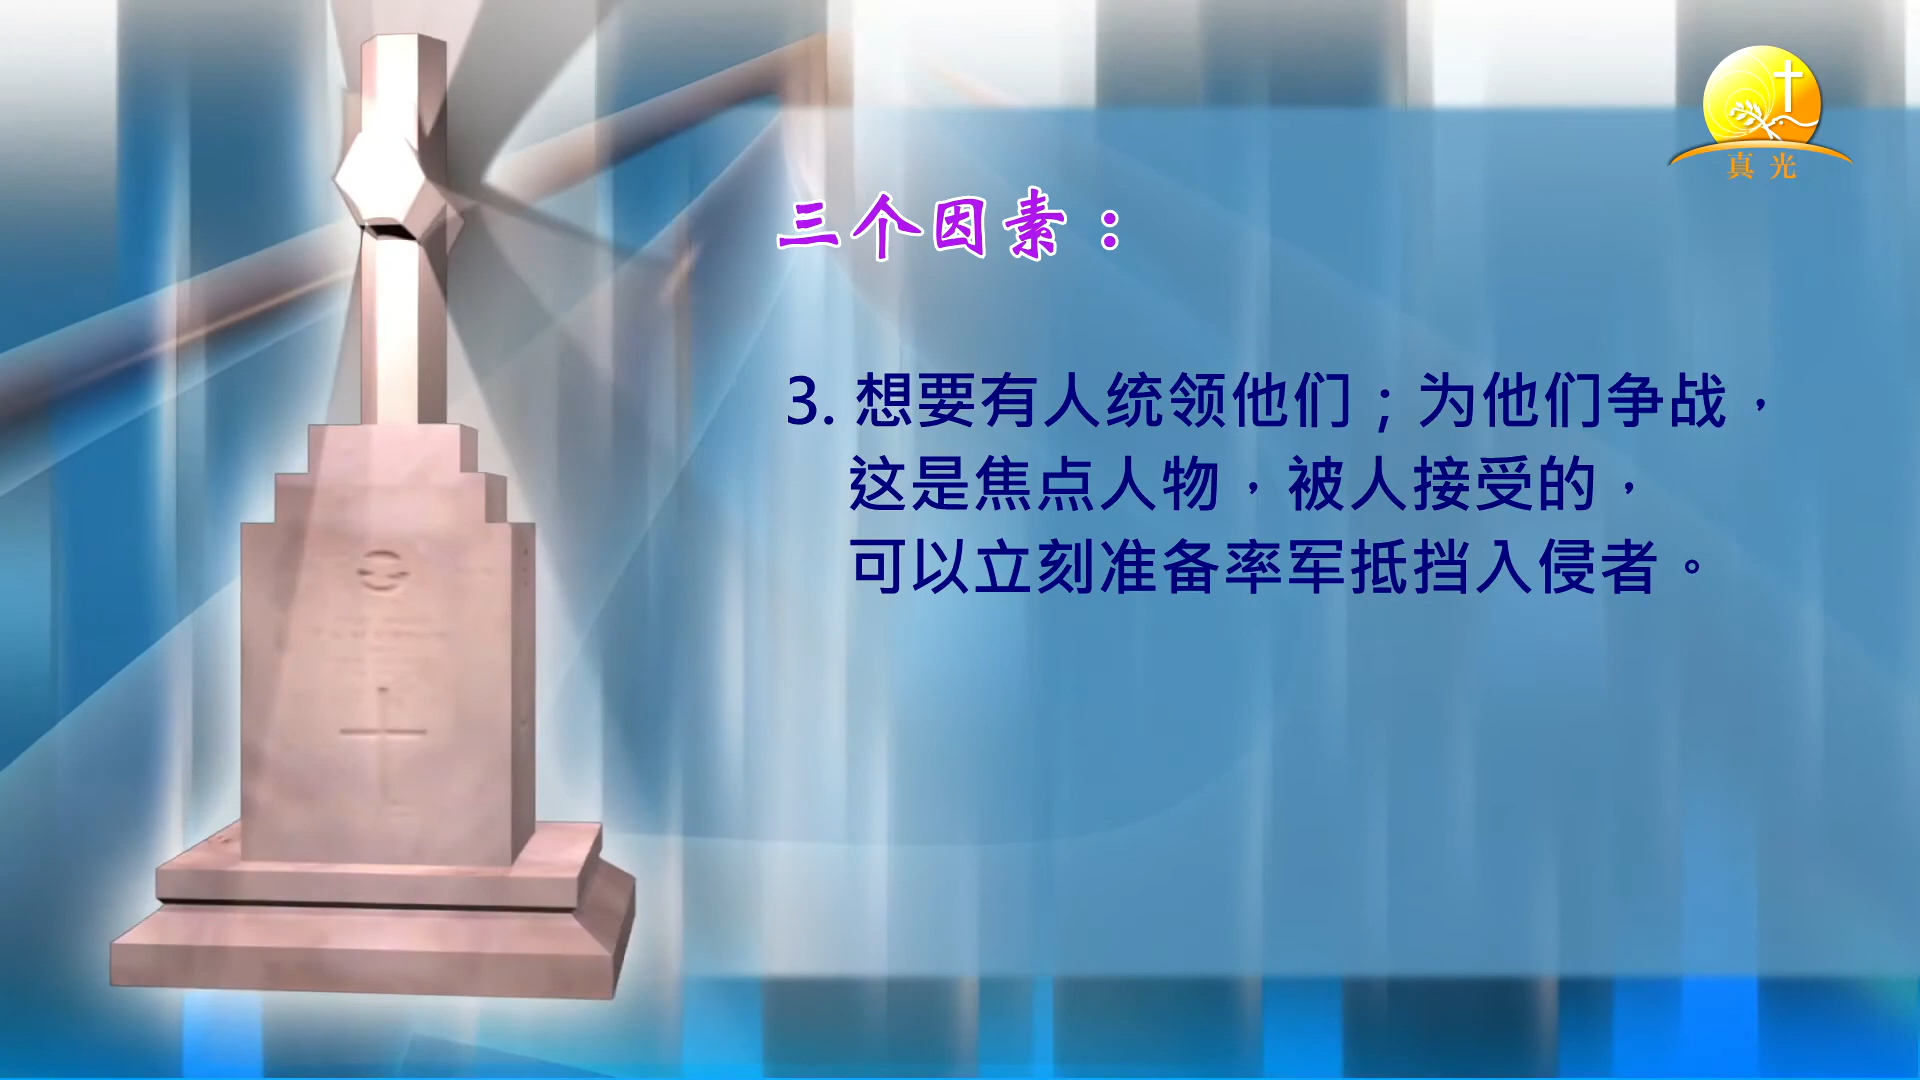 真光
三个因素：
3. 想要有人统领他们；为他们争战，
这是焦点人物，被人接受的，
可以立刻准备率军抵挡入侵者。